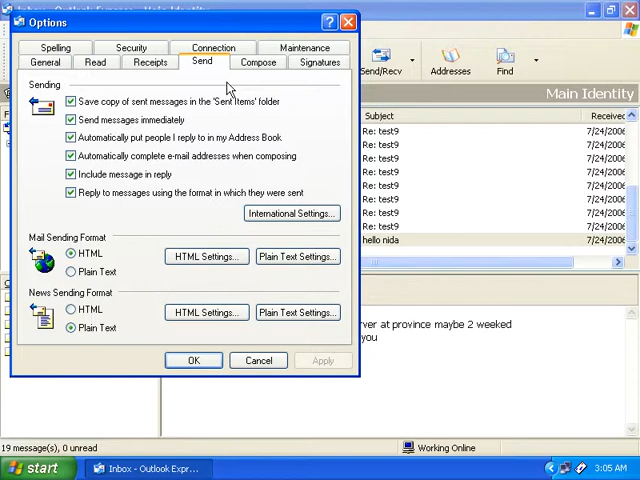 Options
Spelling Security Connection Maintenance
General Read Receipts Send Compose Signatures
Sending
Save copy of sent messages in the 'Sent Items' folder
Send messages immediately
Automatically put people I reply to in my Address Book
Automatically complete e-mail addresses when composing
Include message in reply
Reply to messages using the format in which they were sent
International Settings...
Mail Sending Format
HTML
HTML Settings... Plain Text Settings...
Plain Text
News Sending Format
HTML
HTML Settings... Plain Text Settings...
Plain Text
OK Cancel Apply
Send/Recv Addresses Find
Main Identity
Subject Received
Re: test9 7/24/2006
Re: test9 7/24/2006
Re: test9 7/24/2006
Re: test9 7/24/2006
Re: test9 7/24/2006
Re: test9 7/24/2006
Re: test9 7/24/2006
Re: test9 7/24/2006
hello nida 7/24/2006
at province maybe 2 weeked
you
19 message(s), 0 unread
Working Online
start
Inbox - Outlook Expr...
3:05 AM